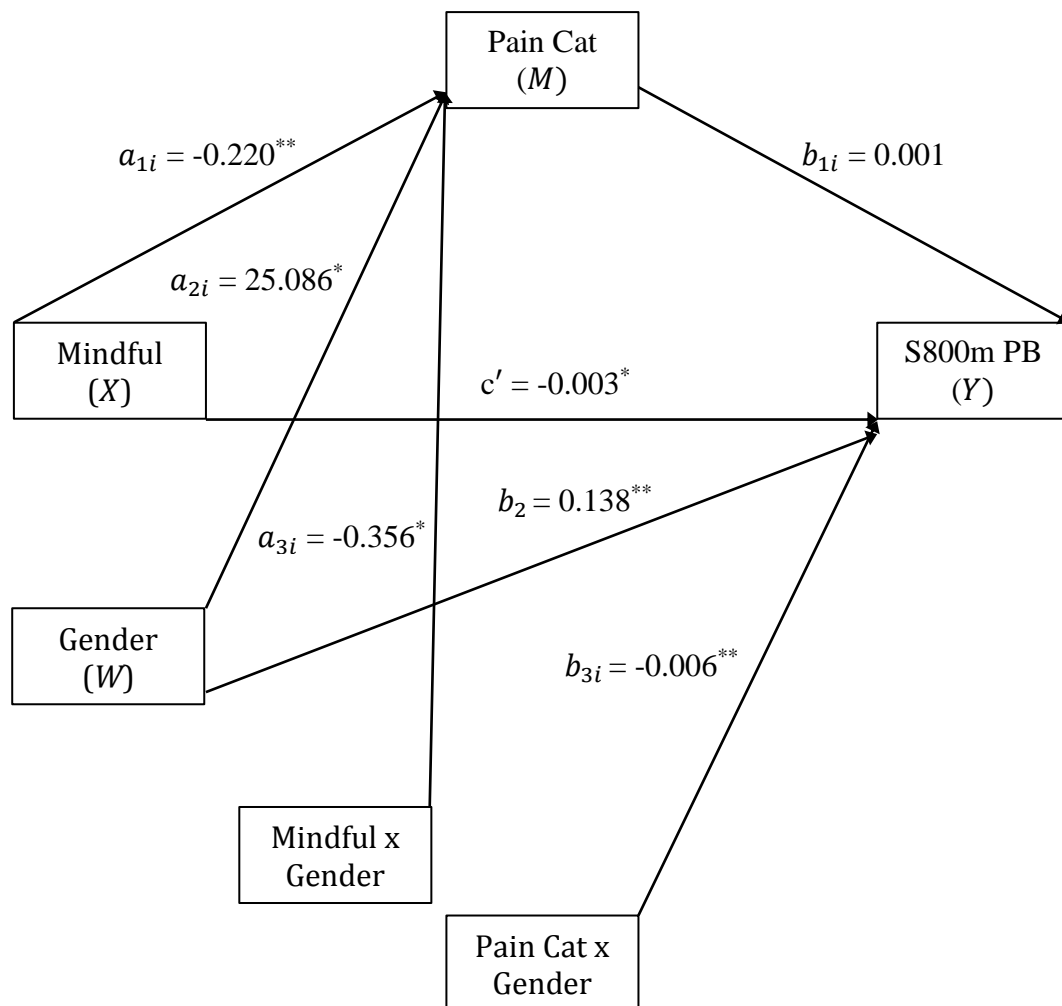 Pain Cat
(𝑀)
𝑎₁ᵢ = -0.220**
b₁ᵢ = 0.001
𝑎₂ᵢ = 25.086*
Mindful
(𝑋)
S800m PB
(𝑌)
c′ = -0.003*
𝑏₂ = 0.138**
𝑎₃ᵢ = -0.356*
Gender
(𝑊)
𝑏₃ᵢ = -0.006**
Mindful x
Gender
Pain Cat x
Gender